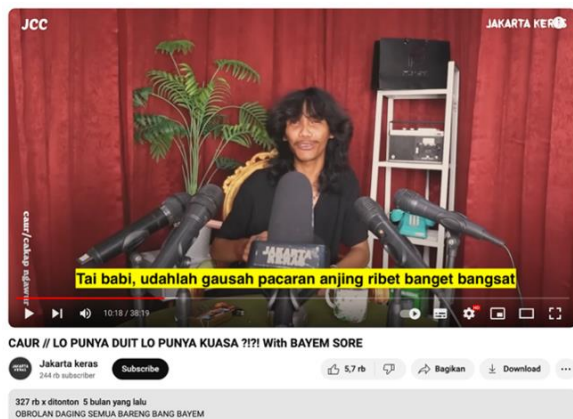 JCC
JAKARTA KERAS
caur/cakap ngawur
JAKARTA
KERAS
Tai babi, udahlah gausah pacaran anjing ribet banget bangsat
10:18 / 38:19
CAUR // LO PUNYA DUIT LO PUNYA KUASA ?!?! With BAYEM SORE
Jakarta keras
244 rb subscriber
Subscribe
5,7 rb
Bagikan
Download
327 rb x ditonton 5 bulan yang lalu
OBROLAN DAGING SEMUA BARENG BANG BAYEM